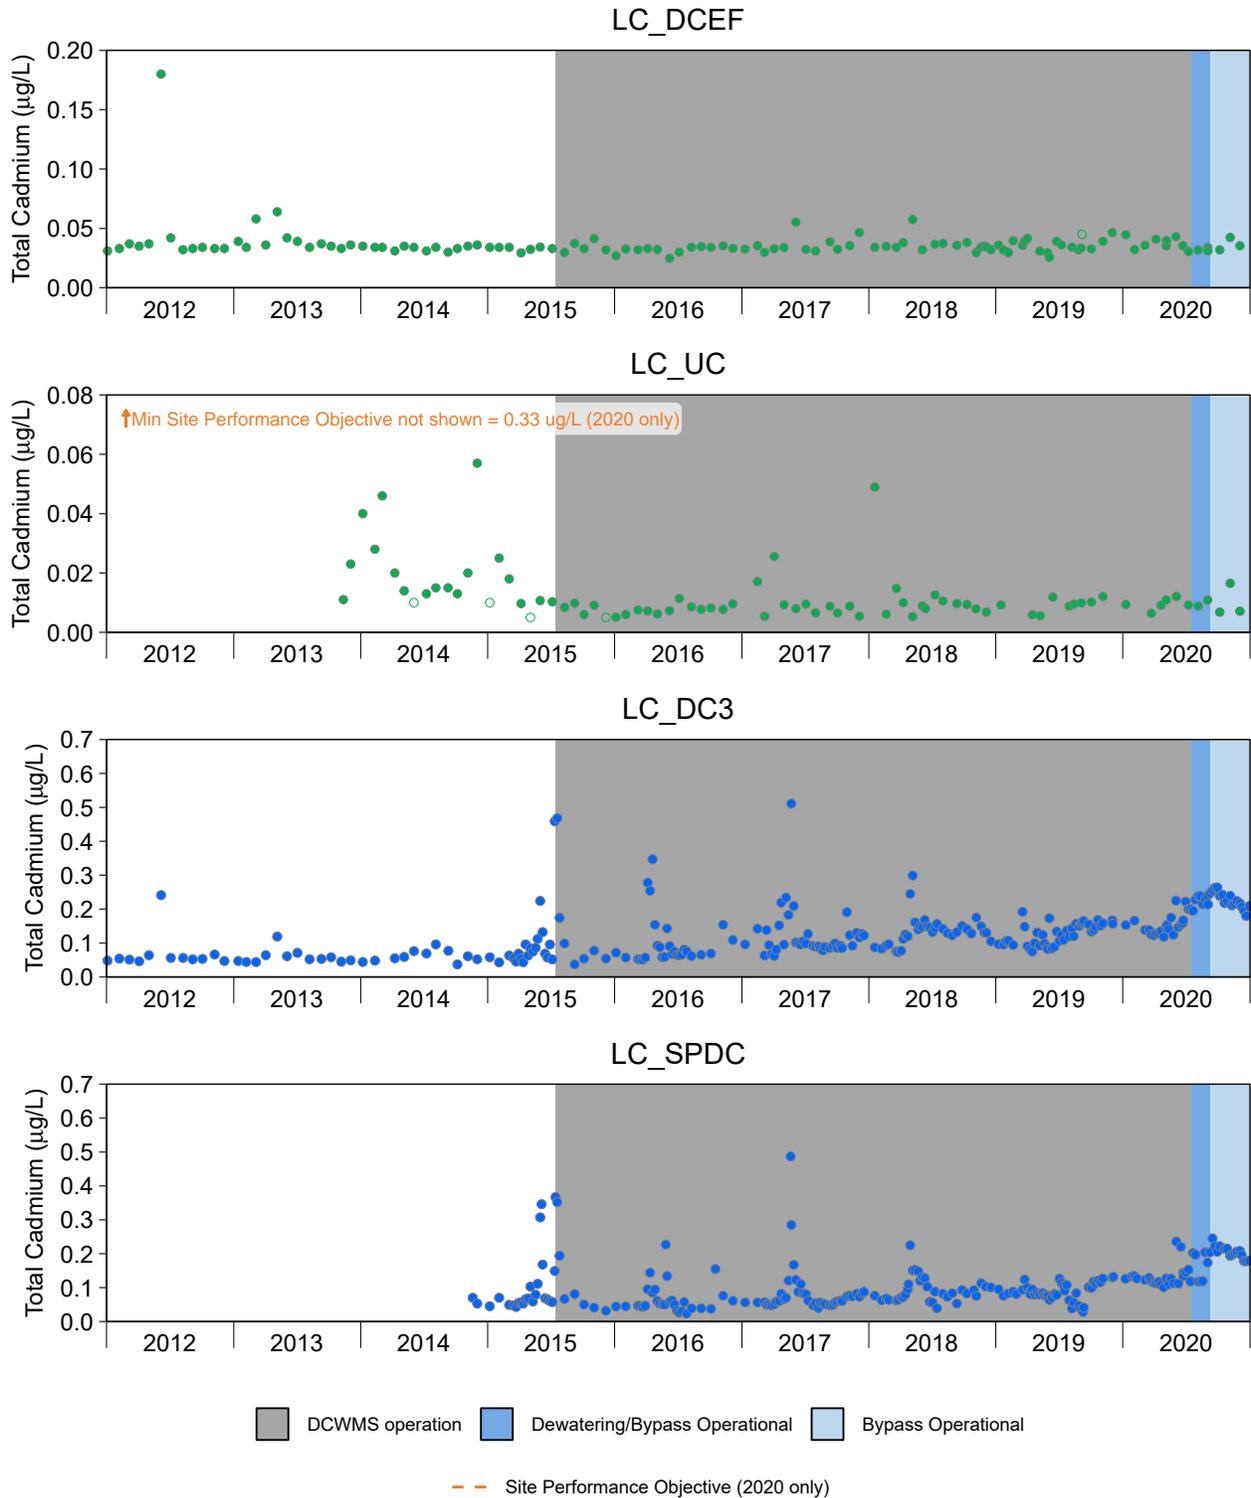 LC_DCEF
Total Cadmium (µg/L)
0.20
0.15
0.10
0.05
0.00
2012 2013 2014 2015 2016 2017 2018 2019 2020
LC_UC
Total Cadmium (µg/L)
0.08
0.06
0.04
0.02
0.00
Min Site Performance Objective not shown = 0.33 ug/L (2020 only)
2012 2013 2014 2015 2016 2017 2018 2019 2020
LC_DC3
Total Cadmium (µg/L)
0.7
0.6
0.5
0.4
0.3
0.2
0.1
0.0
2012 2013 2014 2015 2016 2017 2018 2019 2020
LC_SPDC
Total Cadmium (µg/L)
0.7
0.6
0.5
0.4
0.3
0.2
0.1
0.0
2012 2013 2014 2015 2016 2017 2018 2019 2020
DCWMS operation Dewatering/Bypass Operational Bypass Operational
Site Performance Objective (2020 only)